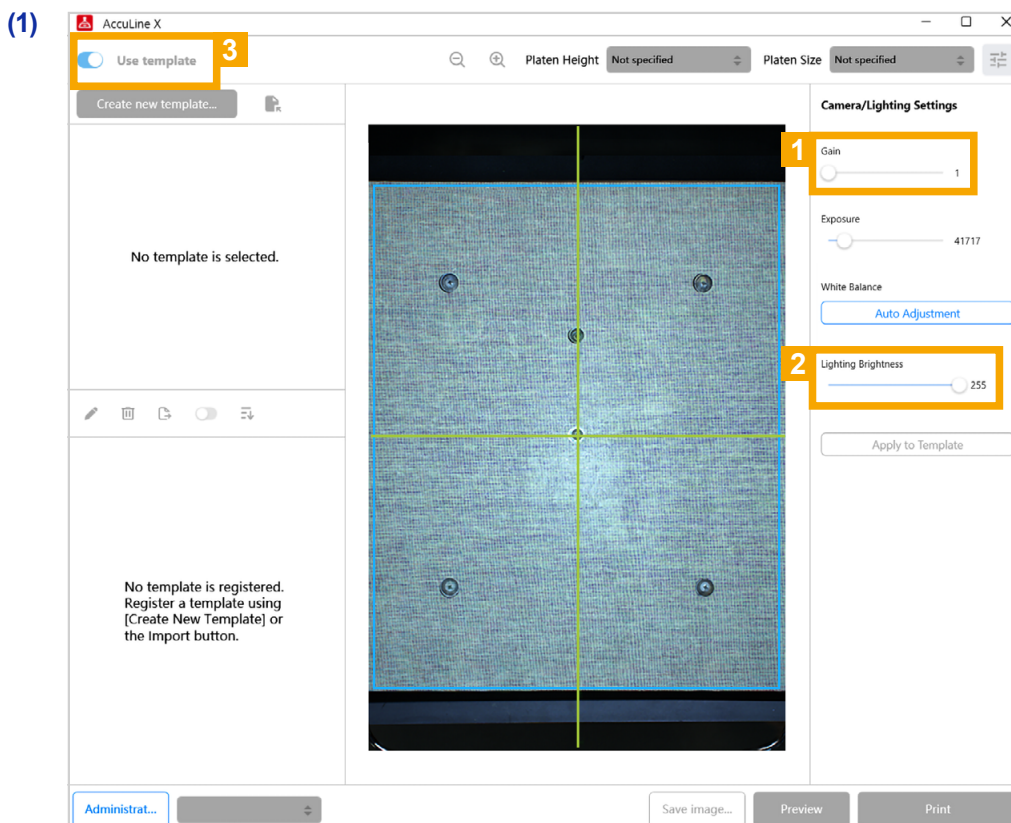 (1)
AccuLine X
Use template
3
Platen Height
Not specified
Platen Size
Not specified
Create new template...
Camera/Lighting Settings
1
Gain
1
Exposure
41717
No template is selected.
White Balance
Auto Adjustment
2
Lighting Brightness
255
Apply to Template
No template is registered.
Register a template using
[Create New Template] or
the Import button.
Administrat...
Save image...
Preview
Print